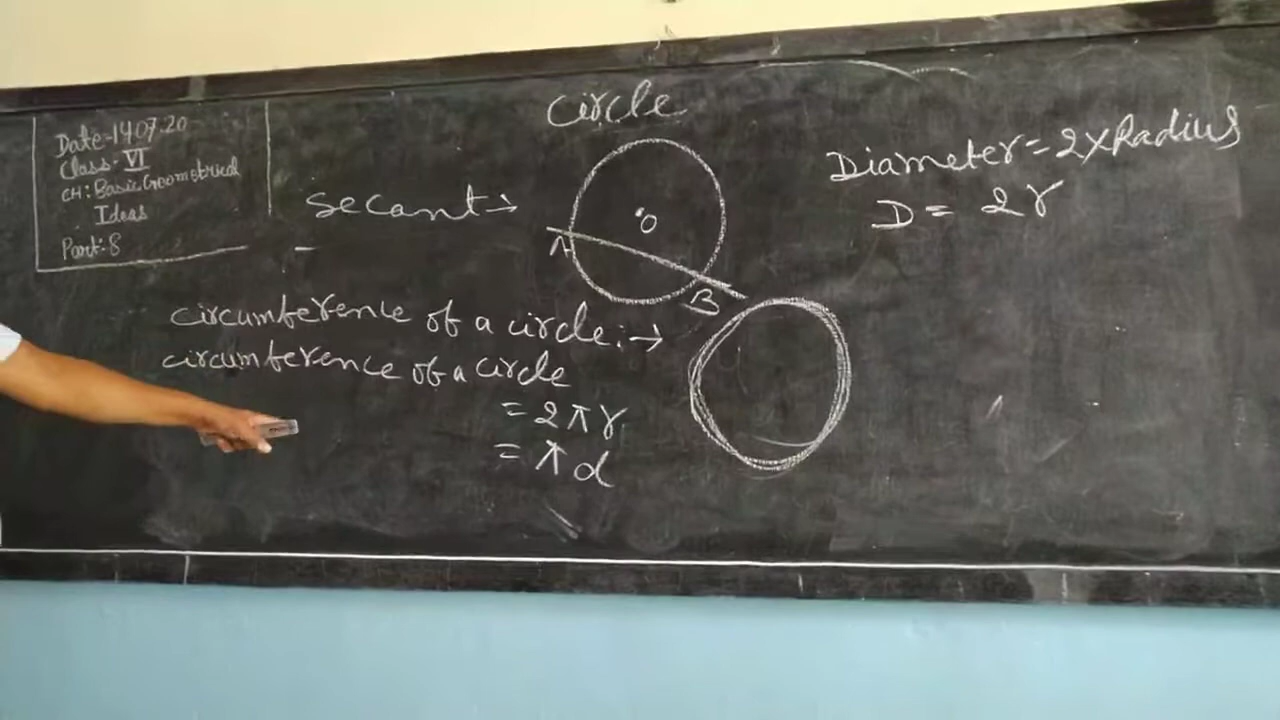 circle
Date-14.07.20
Class-VI
CH: Basic Geometrical
Ideas
Part-8
secant→
O
A
B
Diameter=2×Radius
D = 2r
circumference of a circle:→
circumference of a circle
=2πr
=πd